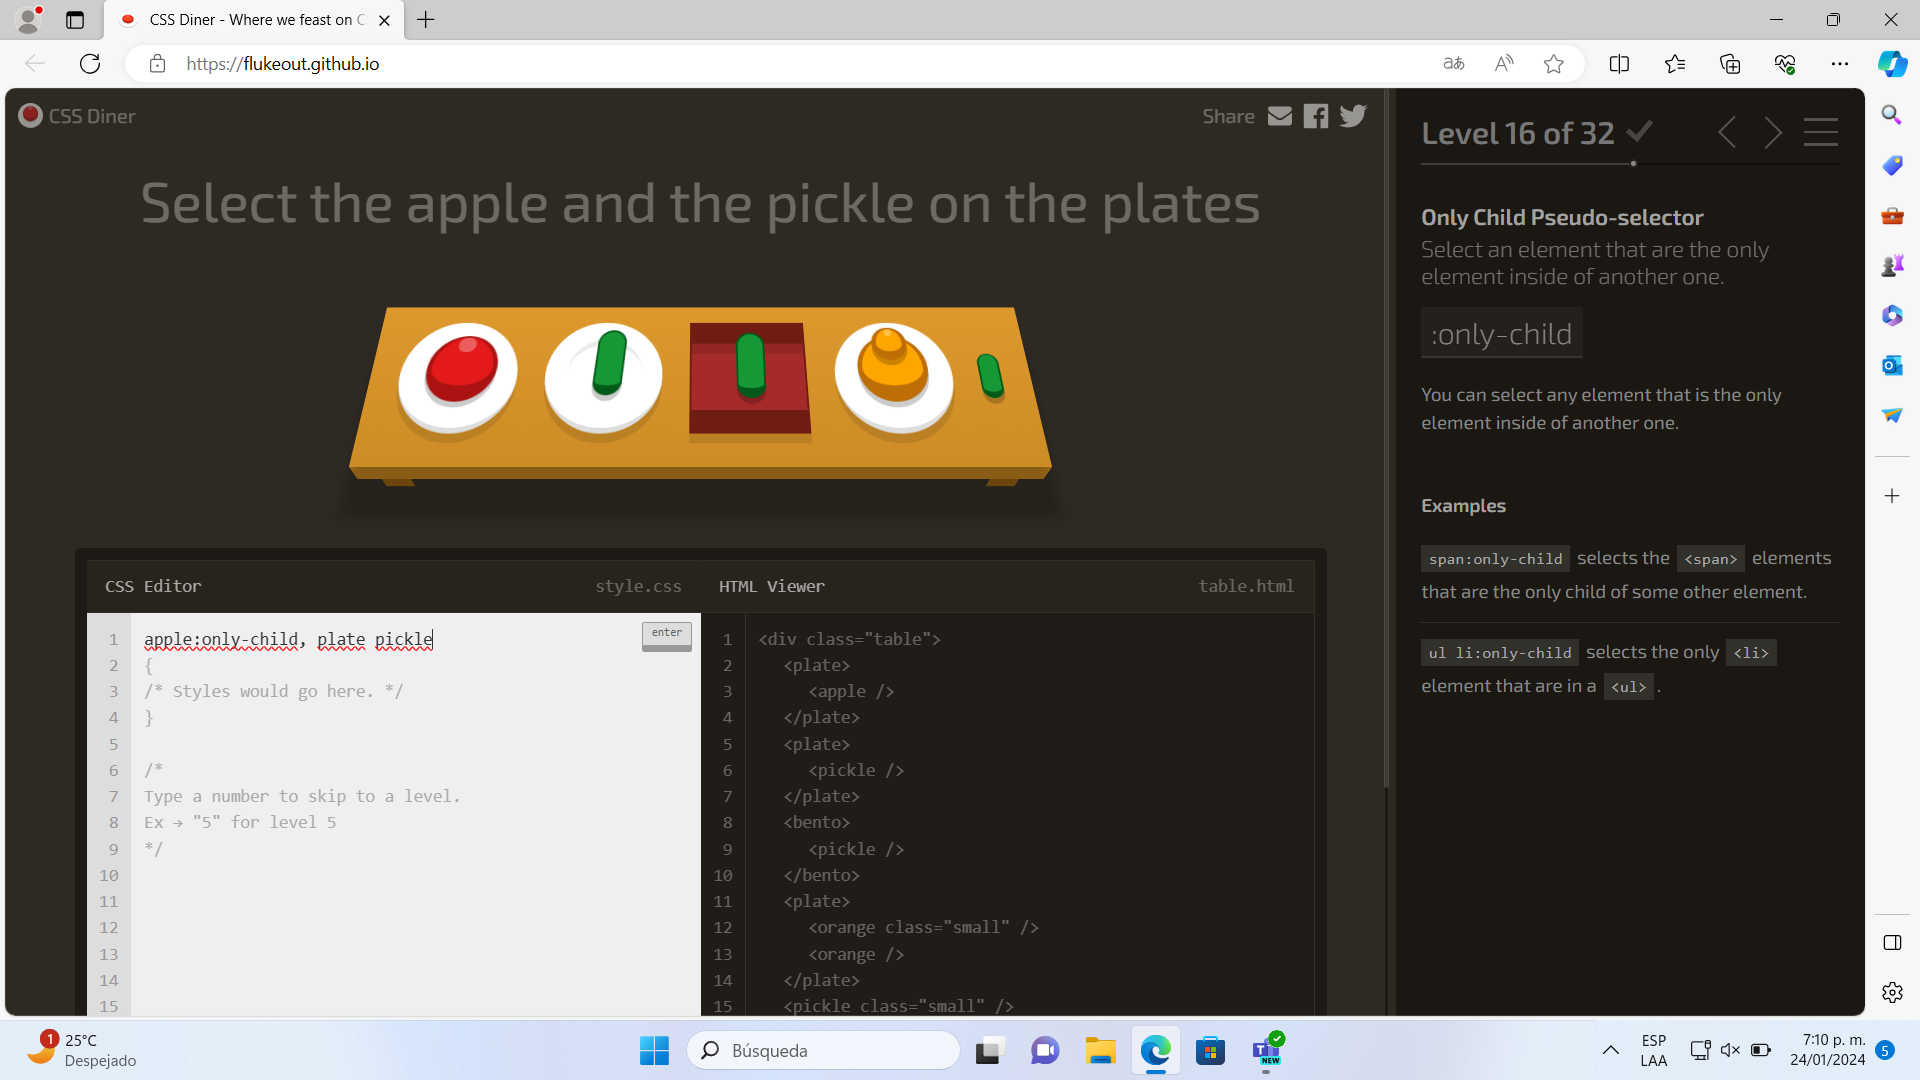 CSS Diner - Where we feast on C
https://flukeout.github.io
CSS Diner
Share
Select the apple and the pickle on the plates
CSS Editor
style.css
enter
1 apple:only-child, plate pickle
2 {
3 /* Styles would go here. */
4 }
5
6 /*
7 Type a number to skip to a level.
8 Ex → "5" for level 5
9 */
10
11
12
13
14
15
HTML Viewer
table.html
1 <div class="table">
2 <plate>
3 <apple />
4 </plate>
5 <plate>
6 <pickle />
7 </plate>
8 <bento>
9 <pickle />
10 </bento>
11 <plate>
12 <orange class="small" />
13 <orange />
14 </plate>
15 <pickle class="small" />
Level 16 of 32
Only Child Pseudo-selector
Select an element that are the only
element inside of another one.
:only-child
You can select any element that is the only
element inside of another one.
Examples
span:only-child selects the <span> elements
that are the only child of some other element.
ul li:only-child selects the only <li>
element that are in a <ul> .
1
25°C
Despejado
Búsqueda
NEW
ESP
LAA
7:10 p. m.
24/01/2024
5